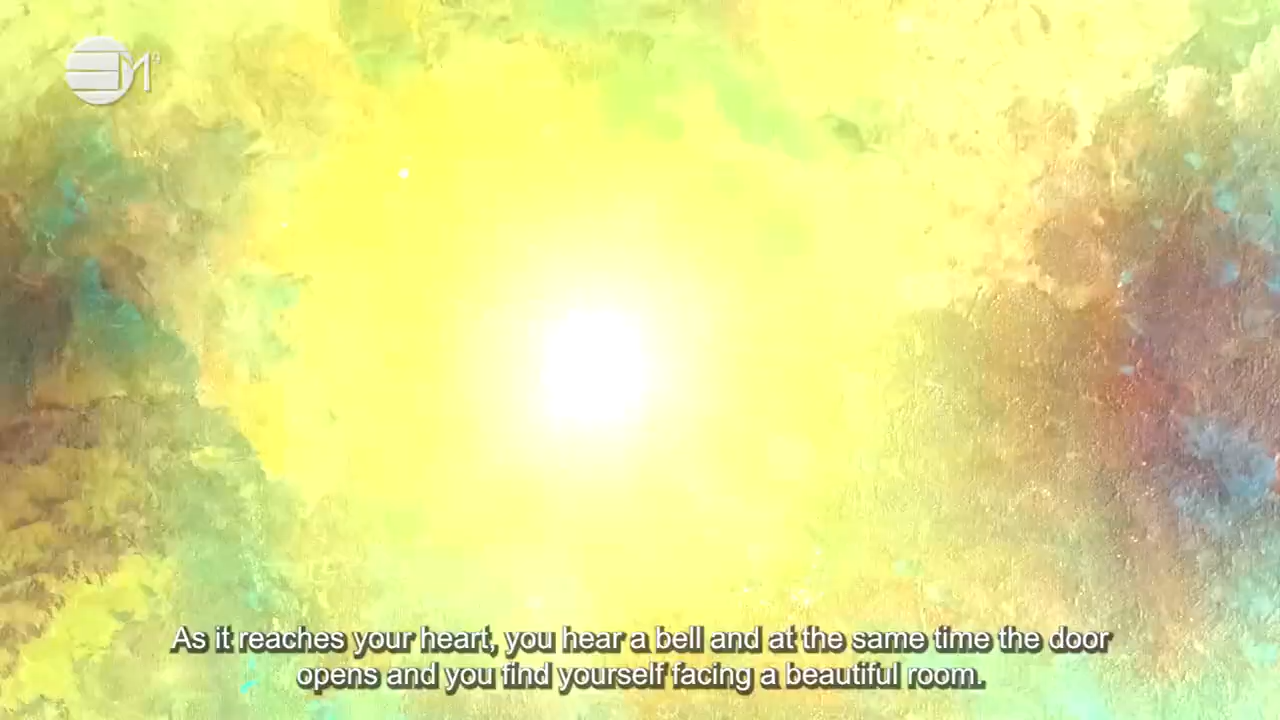 EM³
As it reaches your heart, you hear a bell and at the same time the door
opens and you find yourself facing a beautiful room.